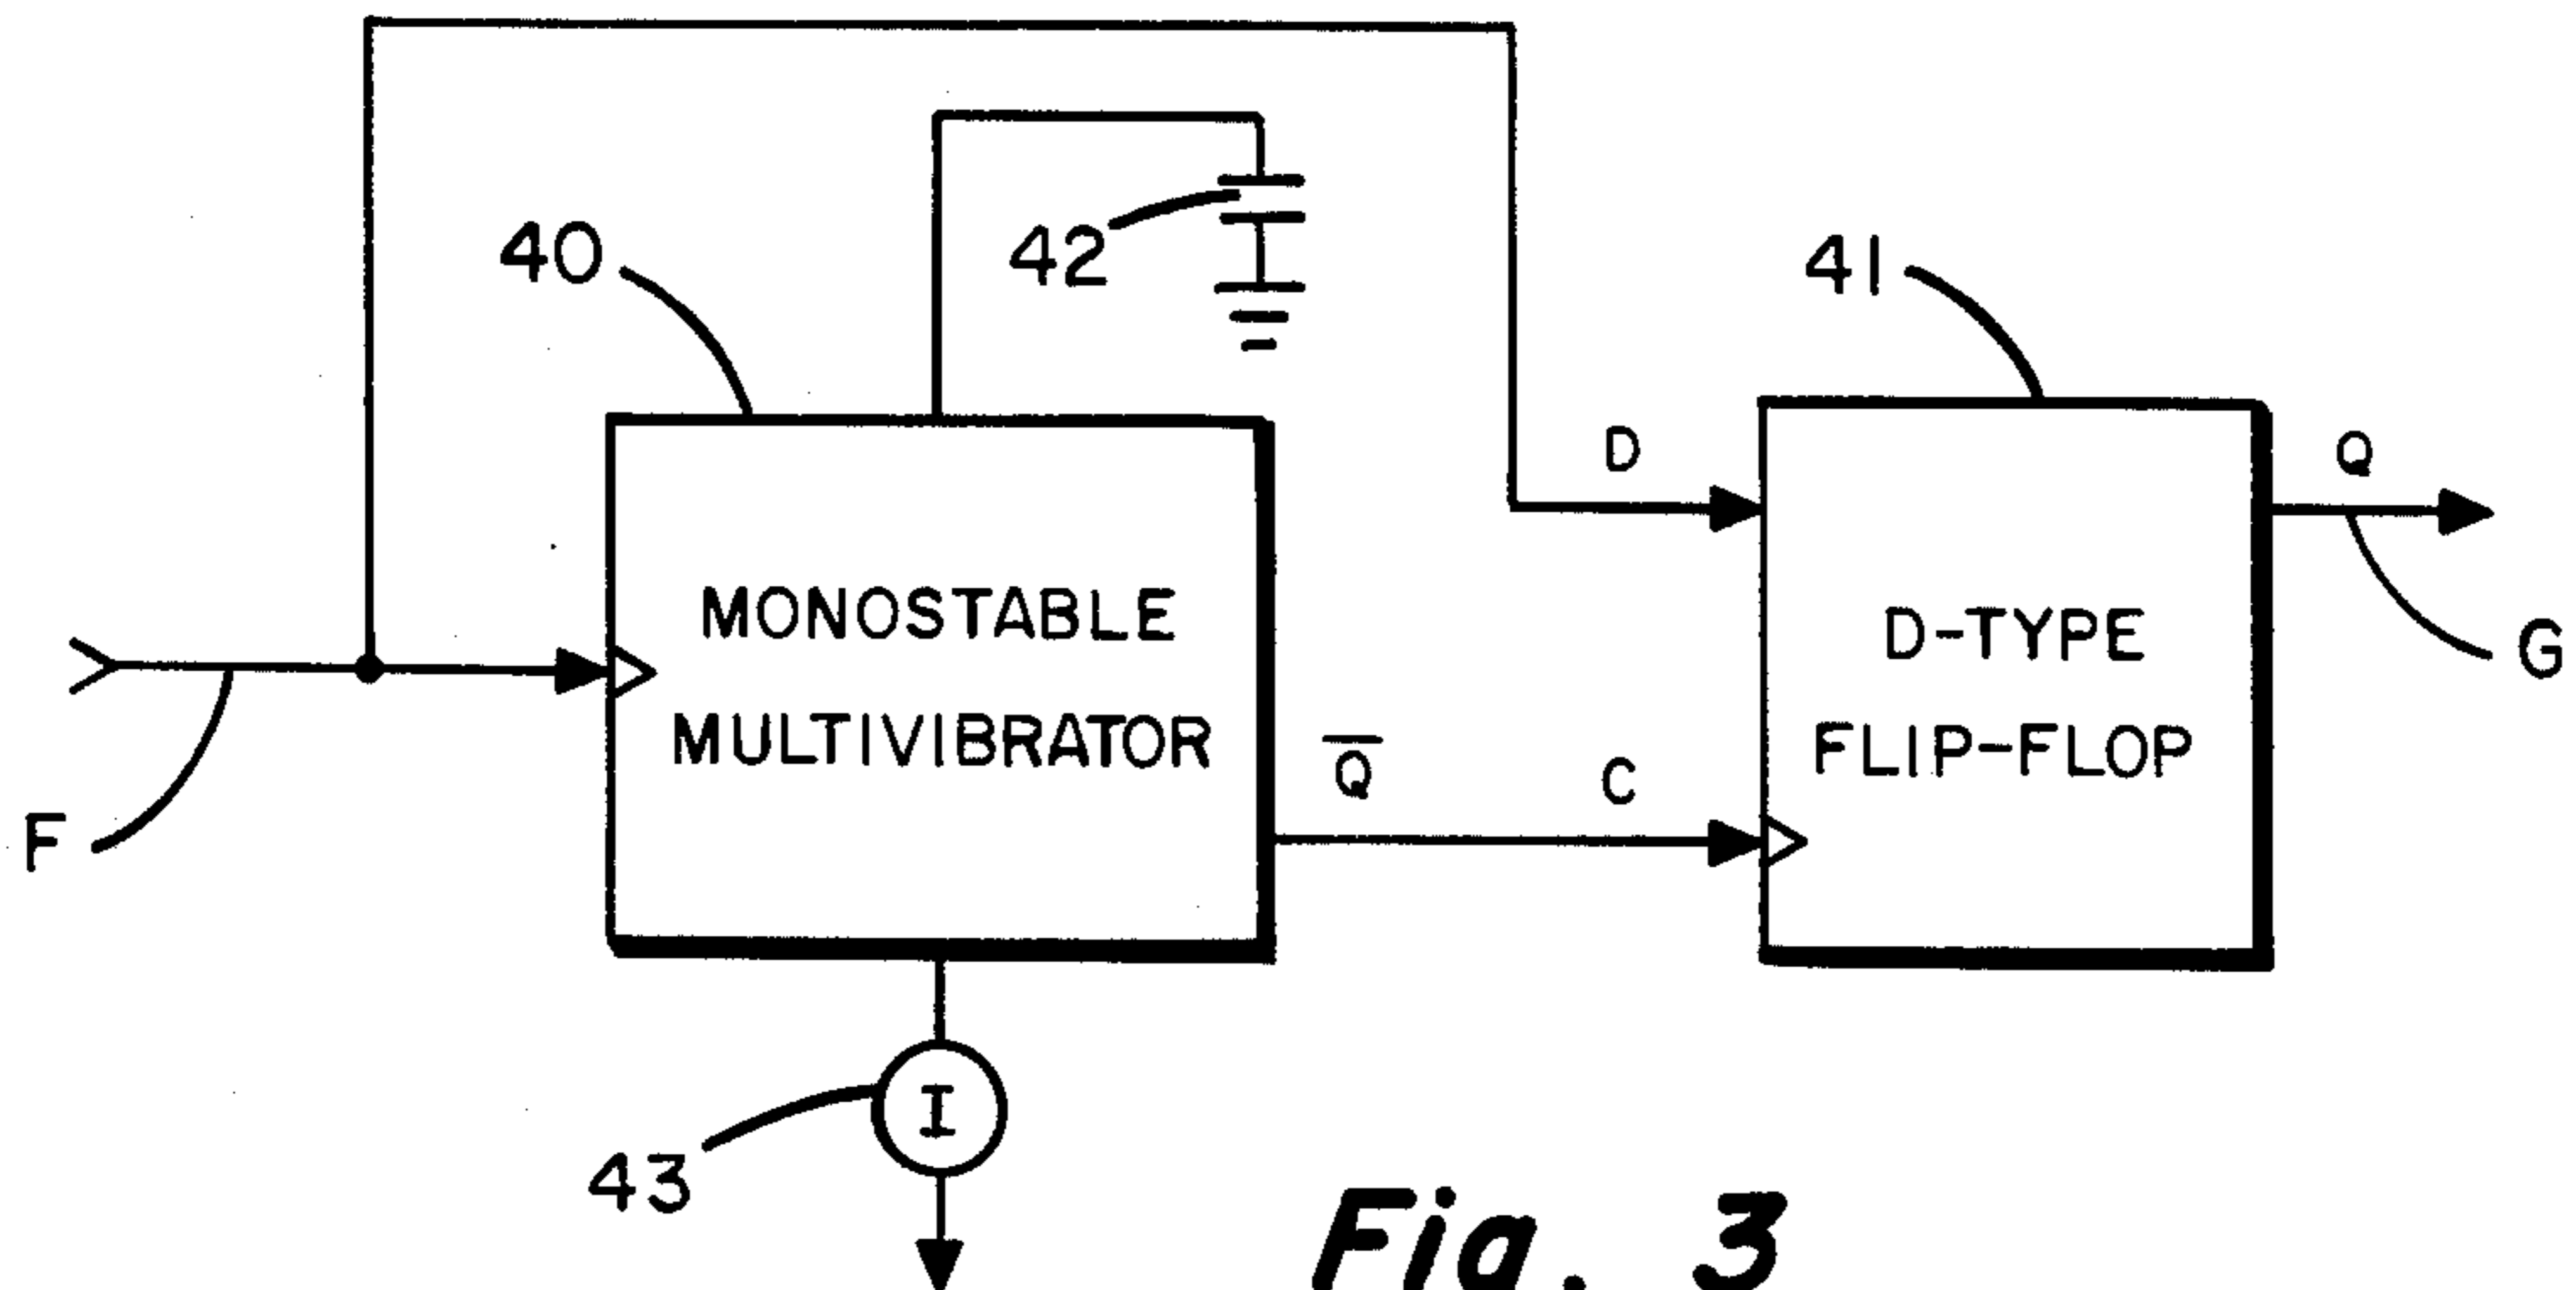 40
42
41
D
Q
MONOSTABLE
MULTIVIBRATOR
D-TYPE
FLIP-FLOP
G
Q̅
C
F
I
43
Fig. 3